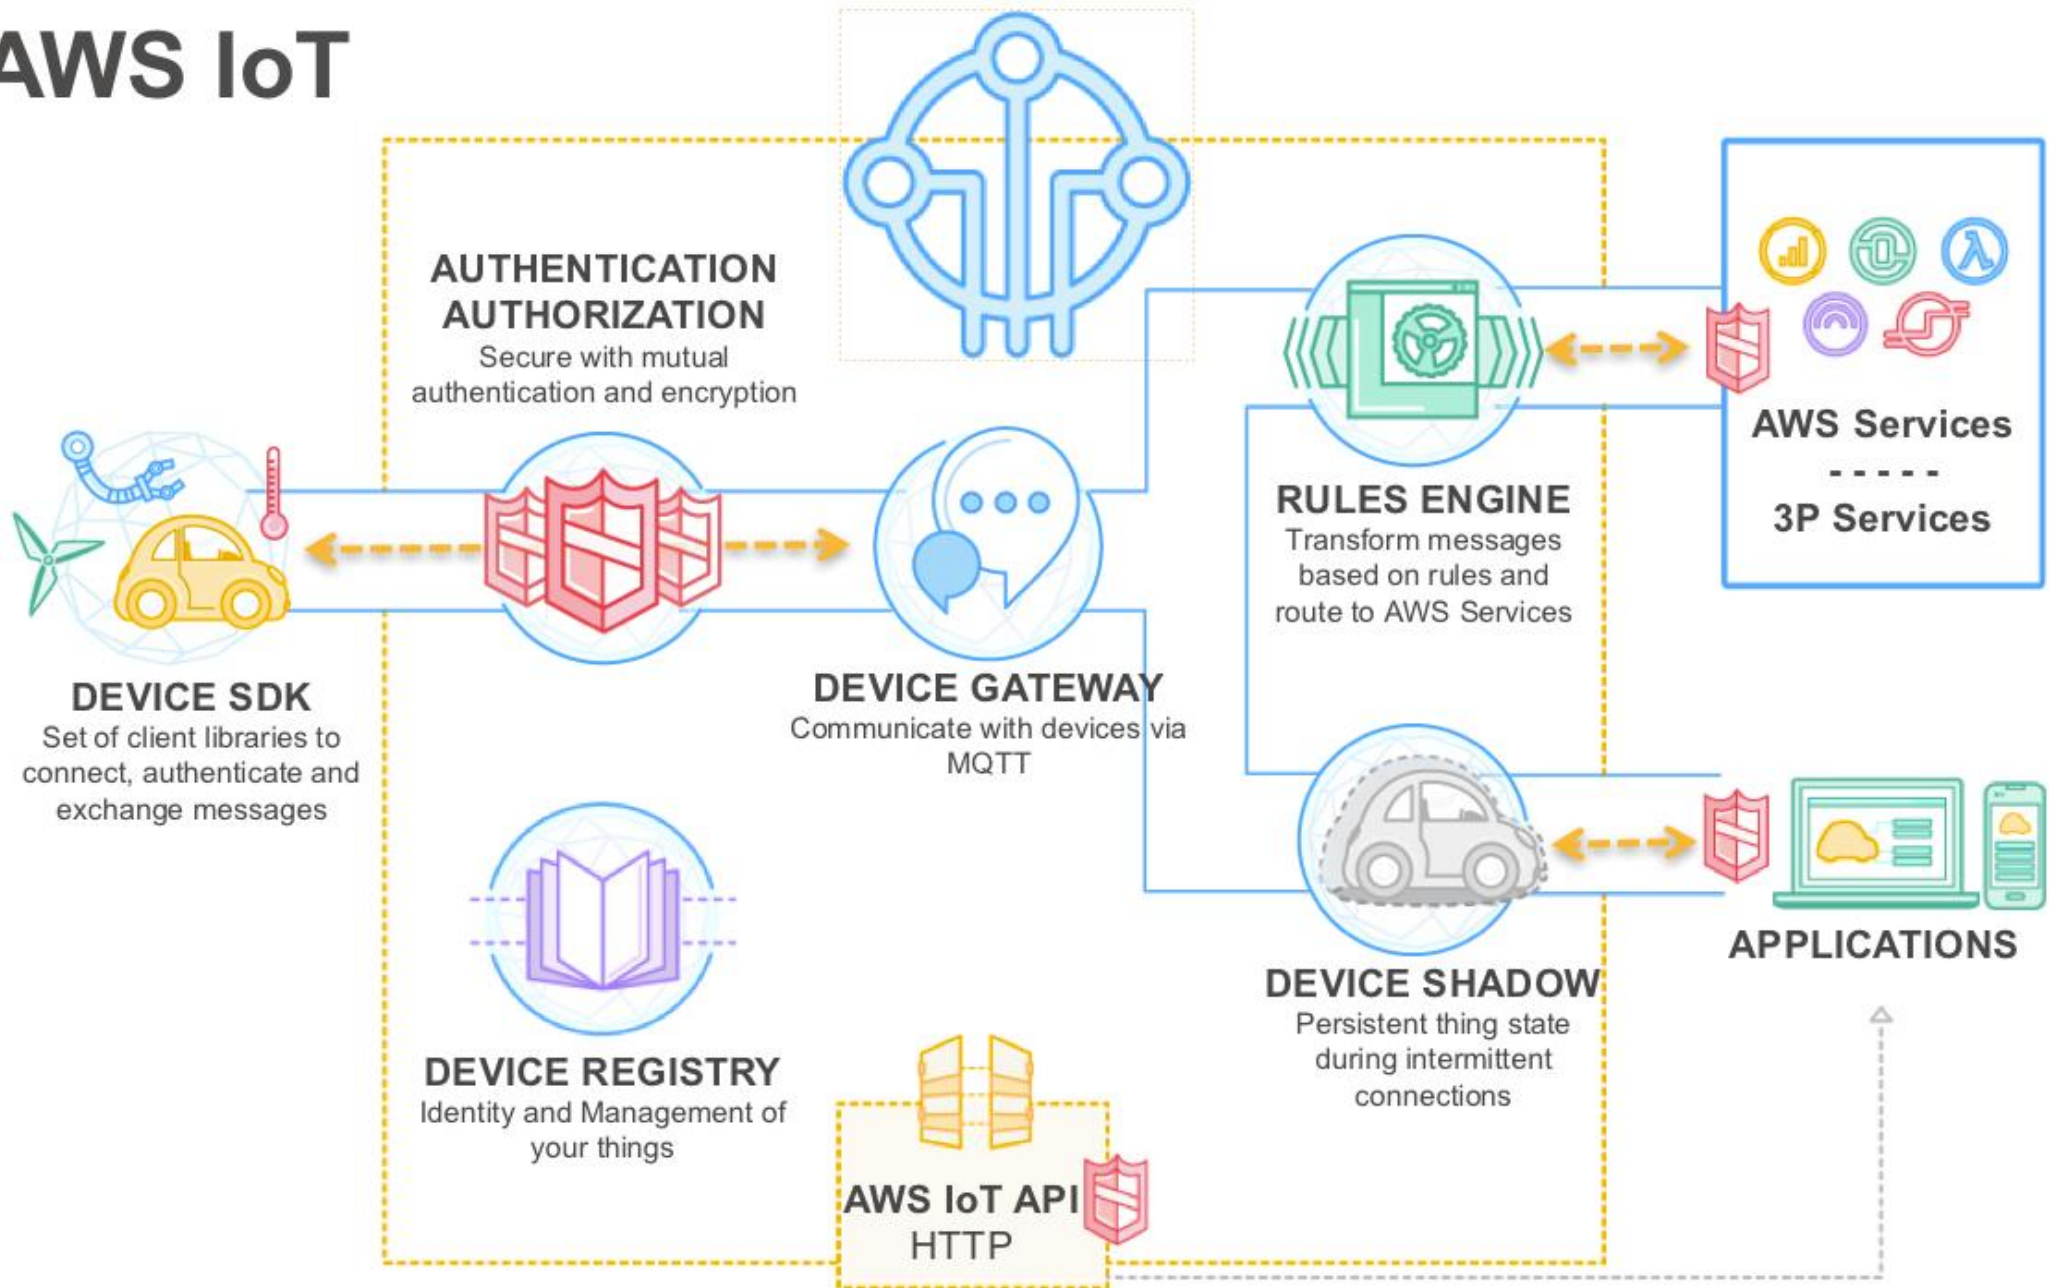 AWS IoT
AUTHENTICATION
AUTHORIZATION
Secure with mutual
authentication and encryption
DEVICE SDK
Set of client libraries to
connect, authenticate and
exchange messages
DEVICE GATEWAY
Communicate with devices via
MQTT
RULES ENGINE
Transform messages
based on rules and
route to AWS Services
AWS Services
- - - - -
3P Services
DEVICE REGISTRY
Identity and Management of
your things
DEVICE SHADOW
Persistent thing state
during intermittent
connections
APPLICATIONS
AWS IoT API
HTTP